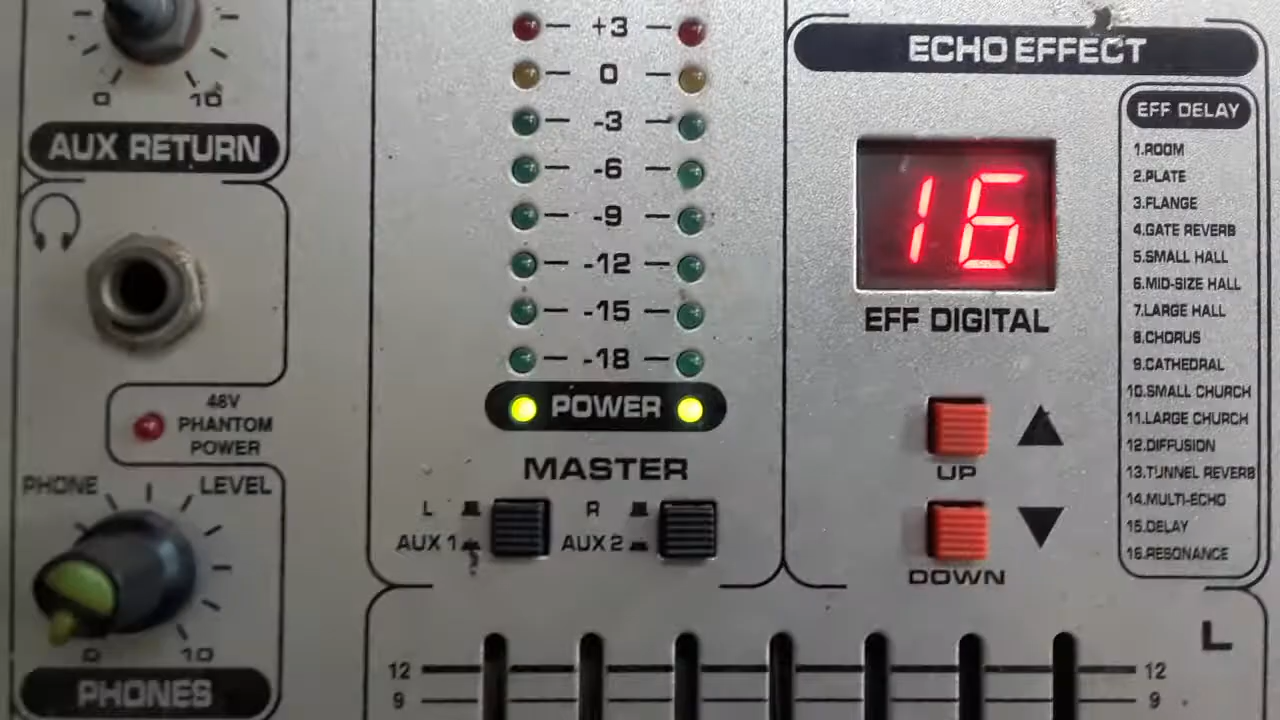 0 10
AUX RETURN
48V
PHANTOM
POWER
PHONE LEVEL
0 10
PHONES
+3
0
-3
-6
-9
-12
-15
-18
POWER
MASTER
L R
AUX 1 AUX 2
ECHO EFFECT
16
EFF DIGITAL
UP
DOWN
EFF DELAY
1.ROOM
2.PLATE
3.FLANGE
4.GATE REVERB
5.SMALL HALL
6.MID-SIZE HALL
7.LARGE HALL
8.CHORUS
9.CATHEDRAL
10.SMALL CHURCH
11.LARGE CHURCH
12.DIFFUSION
13.TUNNEL REVERB
14.MULTI-ECHO
15.DELAY
16.RESONANCE
L
12 12
9 9